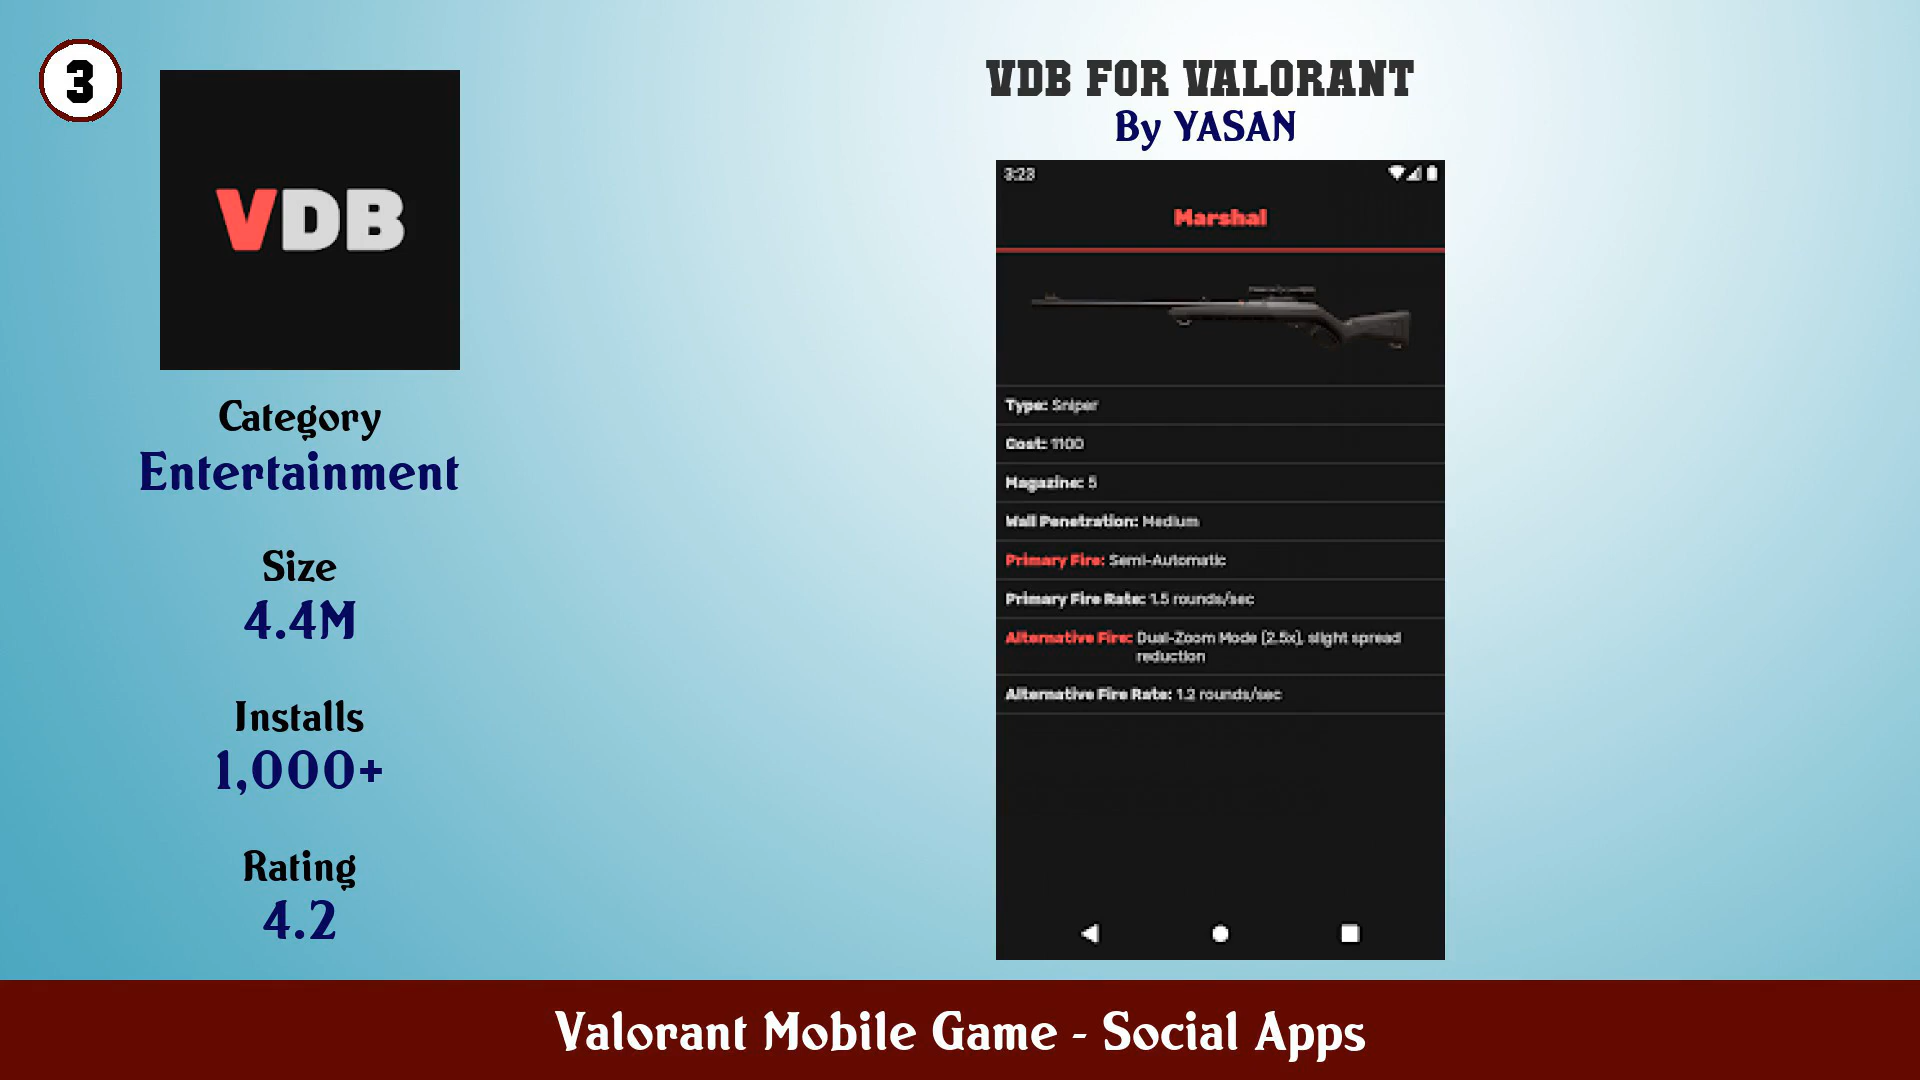 3
VDB
Category
Entertainment
Size
4.4M
Installs
1,000+
Rating
4.2
VDB FOR VALORANT
By YASAN
3:23
Marshal
Type: Sniper
Cost: 1100
Magazine: 5
Wall Penetration: Medium
Primary Fire: Semi-Automatic
Primary Fire Rate: 1.5 rounds/sec
Alternative Fire: Dual-Zoom Mode (2.5x), slight spread
reduction
Alternative Fire Rate: 1.2 rounds/sec
Valorant Mobile Game - Social Apps